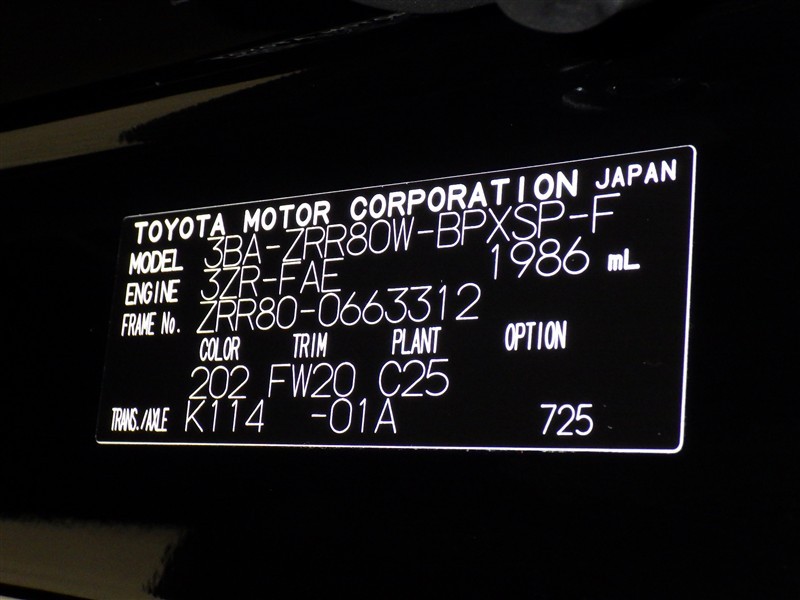 TOYOTA MOTOR CORPORATION JAPAN
MODEL 3BA-ZRR80W-BPXSP-F
ENGINE 3ZR-FAE 1986 mL
FRAME No. ZRR80-0663312
COLOR TRIM PLANT OPTION
202 FW20 C25
TRANS./AXLE K114 -01A 725